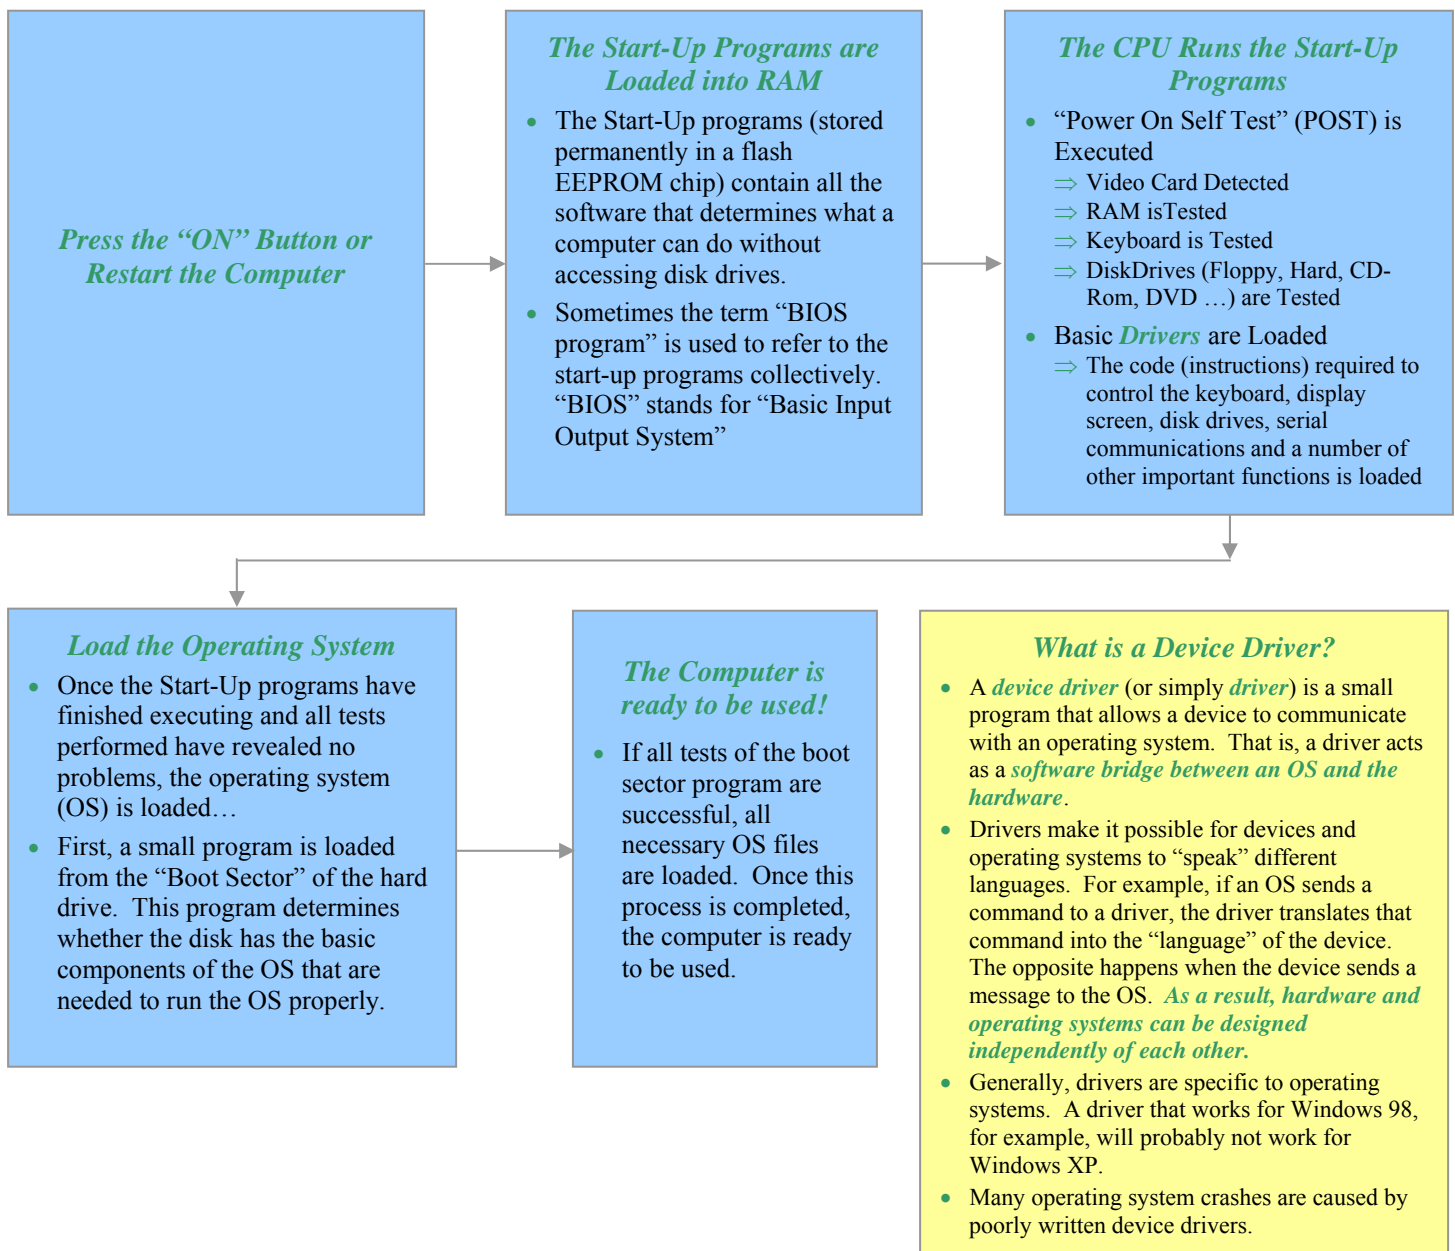 Press the “ON” Button or
Restart the Computer
The Start-Up Programs are
Loaded into RAM
• The Start-Up programs (stored
permanently in a flash
EEPROM chip) contain all the
software that determines what a
computer can do without
accessing disk drives.
• Sometimes the term “BIOS
program” is used to refer to the
start-up programs collectively.
“BIOS” stands for “Basic Input
Output System”
The CPU Runs the Start-Up
Programs
• “Power On Self Test” (POST) is
Executed
⇒ Video Card Detected
⇒ RAM isTested
⇒ Keyboard is Tested
⇒ DiskDrives (Floppy, Hard, CD-
Rom, DVD …) are Tested
• Basic Drivers are Loaded
⇒ The code (instructions) required to
control the keyboard, display
screen, disk drives, serial
communications and a number of
other important functions is loaded
Load the Operating System
• Once the Start-Up programs have
finished executing and all tests
performed have revealed no
problems, the operating system
(OS) is loaded…
• First, a small program is loaded
from the “Boot Sector” of the hard
drive. This program determines
whether the disk has the basic
components of the OS that are
needed to run the OS properly.
The Computer is
ready to be used!
• If all tests of the boot
sector program are
successful, all
necessary OS files
are loaded. Once this
process is completed,
the computer is ready
to be used.
What is a Device Driver?
• A device driver (or simply driver) is a small
program that allows a device to communicate
with an operating system. That is, a driver acts
as a software bridge between an OS and the
hardware.
• Drivers make it possible for devices and
operating systems to “speak” different
languages. For example, if an OS sends a
command to a driver, the driver translates that
command into the “language” of the device.
The opposite happens when the device sends a
message to the OS. As a result, hardware and
operating systems can be designed
independently of each other.
• Generally, drivers are specific to operating
systems. A driver that works for Windows 98,
for example, will probably not work for
Windows XP.
• Many operating system crashes are caused by
poorly written device drivers.